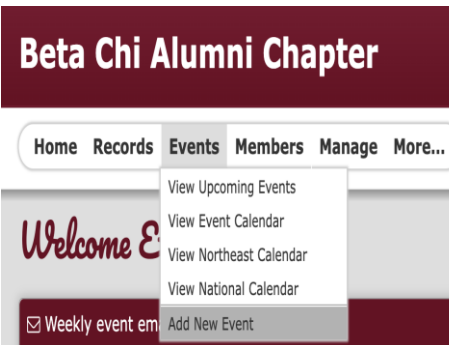 Beta Chi Alumni Chapter
Home Records Events Members Manage More...
View Upcoming Events
View Event Calendar
View Northeast Calendar
View National Calendar
Add New Event
Welcome
Weekly event